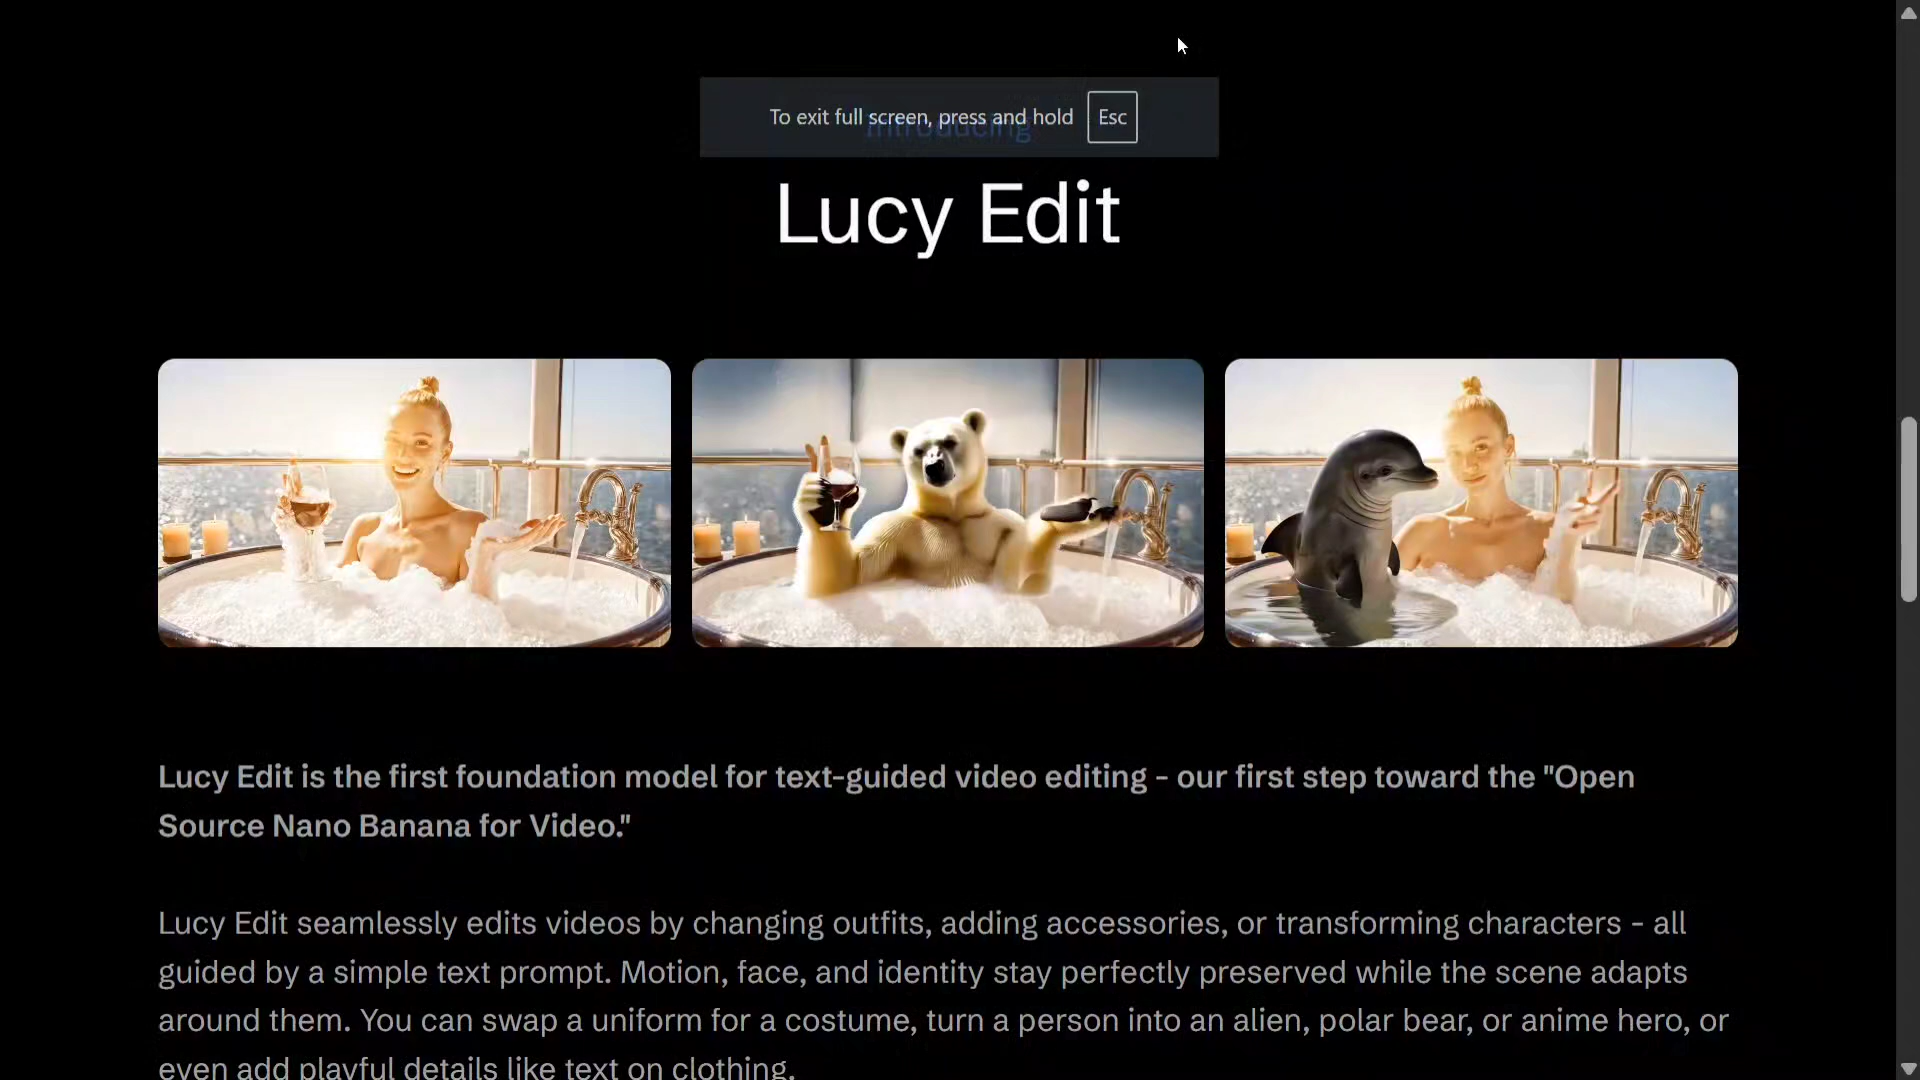 To exit full screen, press and hold Esc
Introducing
Lucy Edit
Lucy Edit is the first foundation model for text-guided video editing - our first step toward the "Open
Source Nano Banana for Video."
Lucy Edit seamlessly edits videos by changing outfits, adding accessories, or transforming characters - all
guided by a simple text prompt. Motion, face, and identity stay perfectly preserved while the scene adapts
around them. You can swap a uniform for a costume, turn a person into an alien, polar bear, or anime hero, or
even add playful details like text on clothing.